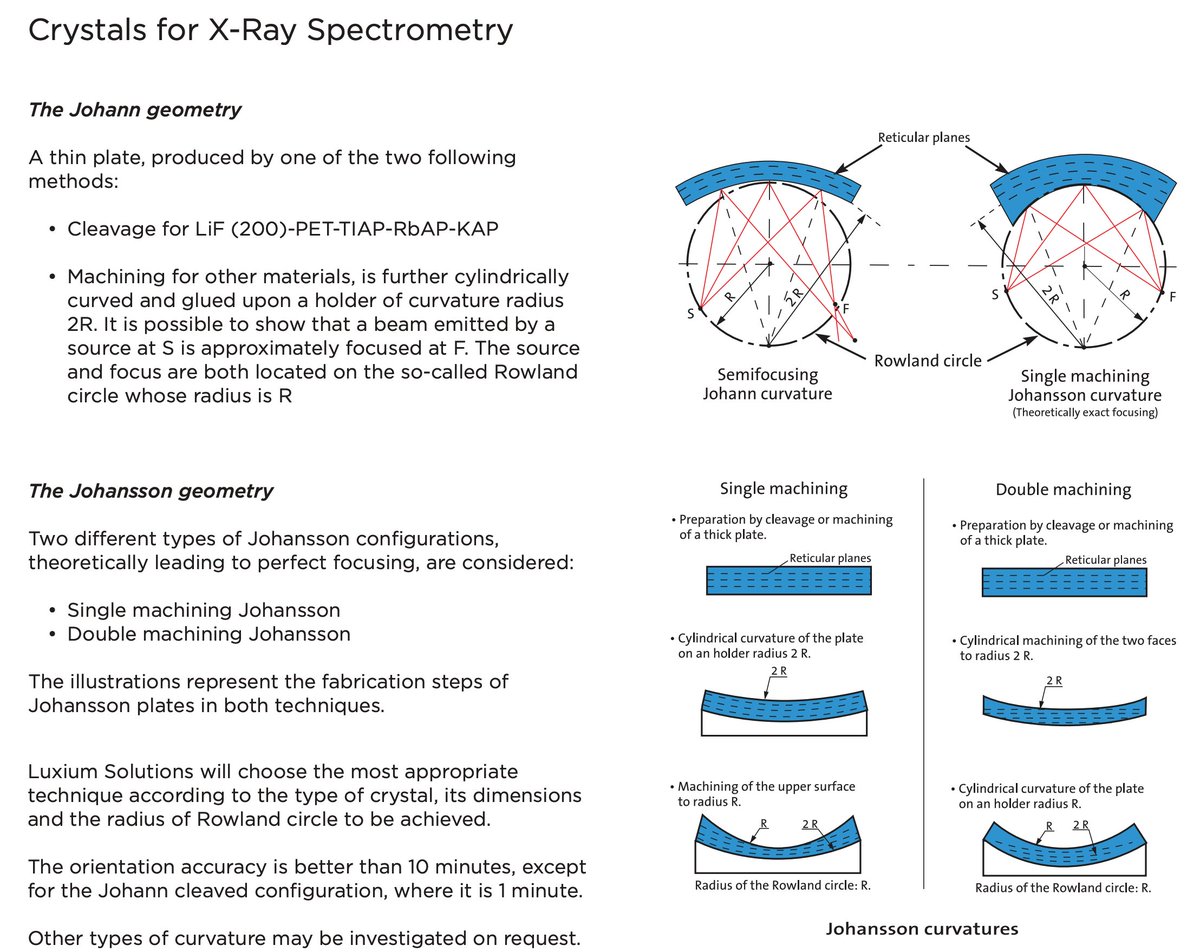 Crystals for X-Ray Spectrometry
The Johann geometry
A thin plate, produced by one of the two following
methods:
• Cleavage for LiF (200)-PET-TIAP-RbAP-KAP
• Machining for other materials, is further cylindrically
curved and glued upon a holder of curvature radius
2R. It is possible to show that a beam emitted by a
source at S is approximately focused at F. The source
and focus are both located on the so-called Rowland
circle whose radius is R
Reticular planes
S
R
2 R
F
S
2 R
R
F
Rowland circle
Semifocusing
Johann curvature
Single machining
Johansson curvature
(Theoretically exact focusing)
The Johansson geometry
Two different types of Johansson configurations,
theoretically leading to perfect focusing, are considered:
• Single machining Johansson
• Double machining Johansson
The illustrations represent the fabrication steps of
Johansson plates in both techniques.
Luxium Solutions will choose the most appropriate
technique according to the type of crystal, its dimensions
and the radius of Rowland circle to be achieved.
The orientation accuracy is better than 10 minutes, except
for the Johann cleaved configuration, where it is 1 minute.
Other types of curvature may be investigated on request.
Single machining
• Preparation by cleavage or machining
of a thick plate.
Reticular planes
• Cylindrical curvature of the plate
on an holder radius 2 R.
2 R
• Machining of the upper surface
to radius R.
R
2 R
Radius of the Rowland circle: R.
Double machining
• Preparation by cleavage or machining
of a thick plate.
Reticular planes
• Cylindrical machining of the two faces
to radius 2 R.
2 R
• Cylindrical curvature of the plate
on an holder radius R.
R
2 R
Radius of the Rowland circle: R.
Johansson curvatures